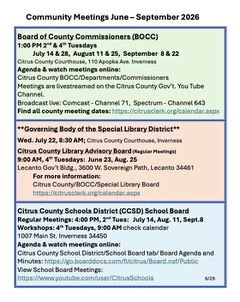 Community Meetings June – September 2026
Board of County Commissioners (BOCC)
1:00 PM 2nd & 4th Tuesdays
July 14 & 28, August 11 & 25, September 8 & 22
Citrus County Courthouse, 110 Apopka Ave. Inverness
Agenda & watch meetings online:
Citrus County BOCC/Departments/Commissioners
Meetings are livestreamed on the Citrus County Gov't. You Tube
Channel.
Broadcast live: Comcast - Channel 71, Spectrum - Channel 643
Find all county meeting dates: https://citrusclerk.org/calendar.aspx
**Governing Body of the Special Library District**
Wed. July 22, 8:30 AM; Citrus County Courthouse, Inverness
Citrus County Library Advisory Board (Regular Meetings)
9:00 AM, 4th Tuesdays: June 23, Aug. 25
Lecanto Gov't Bldg., 3600 W. Sovereign Path, Lecanto 34461
For more information:
Citrus County/BOCC/Special Library Board
https://citrusclerk.org/calendar.aspx
Citrus County Schools District (CCSD) School Board
Regular Meetings: 4:00 PM, 2nd Tues: July 14, Aug. 11, Sept.8
Workshops: 4th Tuesdays, 9:00 AM check calendar
1007 Main St. Inverness 34450
Agenda & watch meetings online:
Citrus County School District/School Board tab/ Board Agenda and
Minutes: https://go.boarddocs.com/fl/citrus/Board.nsf/Public
View School Board Meetings:
https://www.youtube.com/user/CitrusSchools 6/29